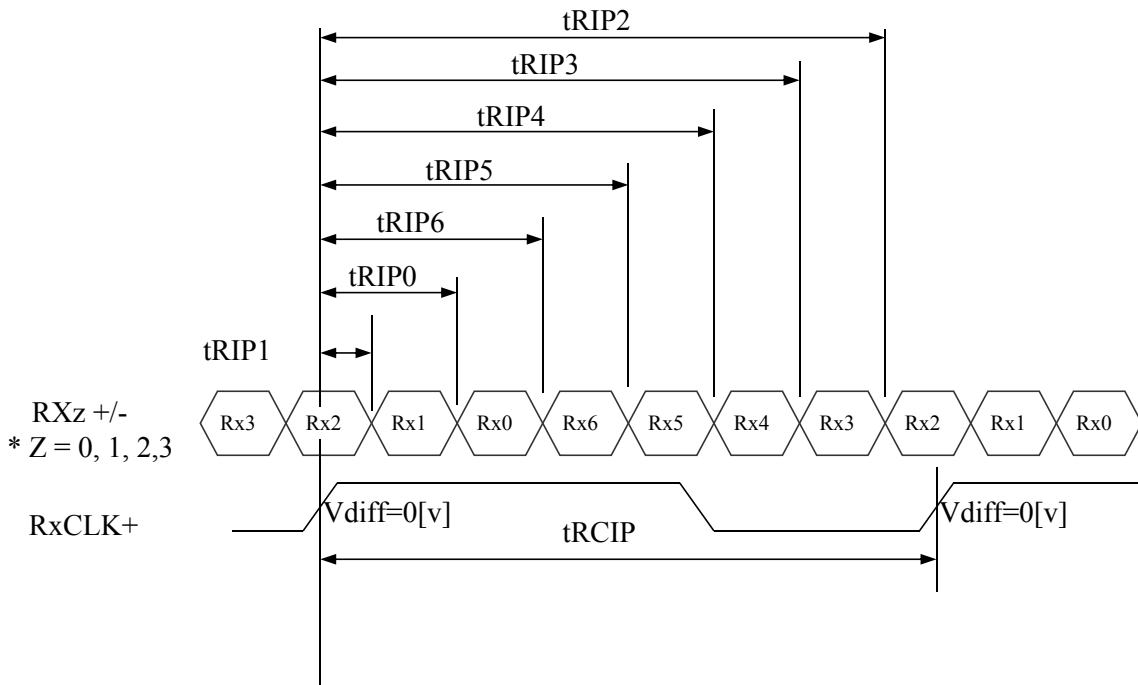 tRIP2
tRIP3
tRIP4
tRIP5
tRIP6
tRIP0
tRIP1
RXz +/-
* Z = 0, 1, 2,3
Rx3 Rx2 Rx1 Rx0 Rx6 Rx5 Rx4 Rx3 Rx2 Rx1 Rx0
RxCLK+
Vdiff=0[v] Vdiff=0[v]
tRCIP